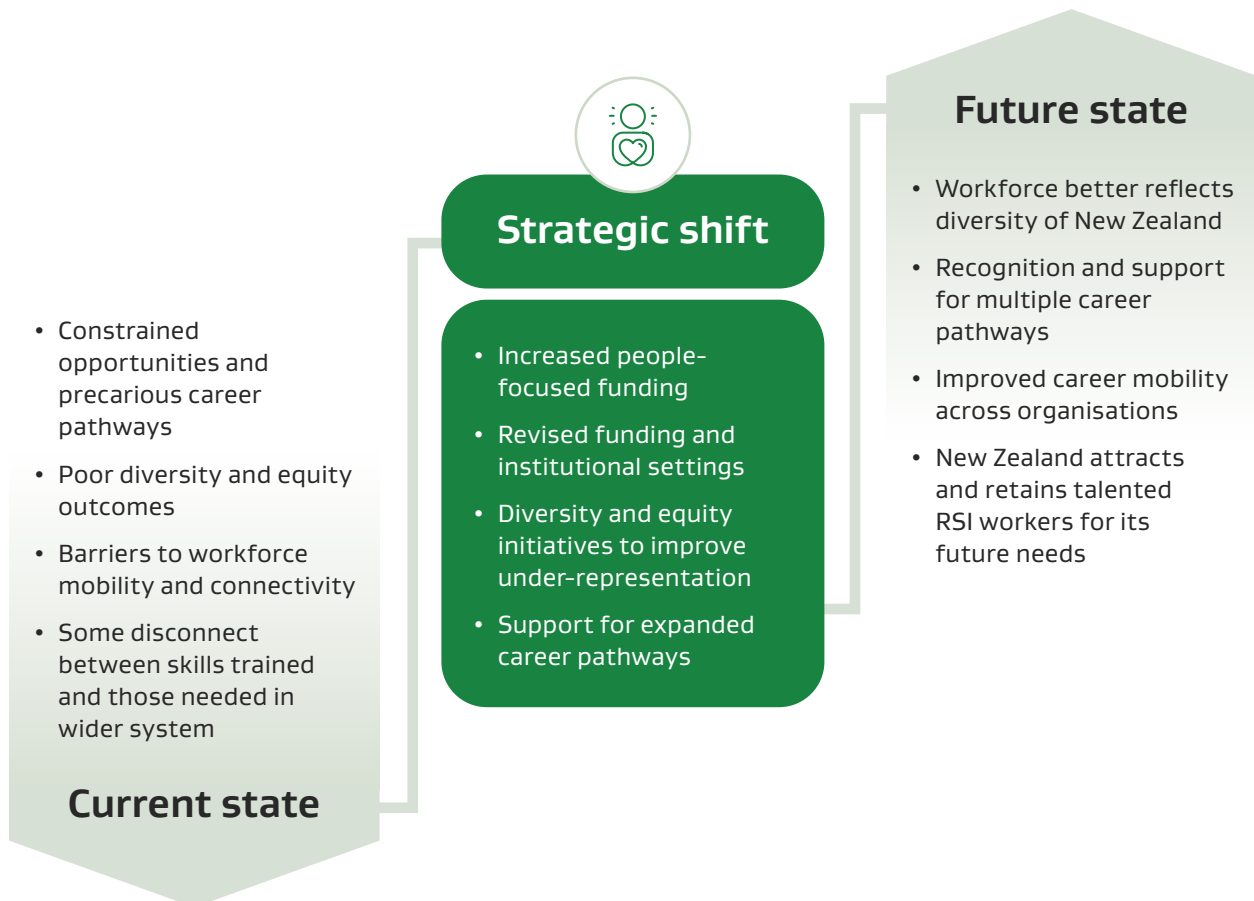 • Constrained
opportunities and
precarious career
pathways
• Poor diversity and equity
outcomes
• Barriers to workforce
mobility and connectivity
• Some disconnect
between skills trained
and those needed in
wider system
Current state
Strategic shift
• Increased people-
focused funding
• Revised funding and
institutional settings
• Diversity and equity
initiatives to improve
under-representation
• Support for expanded
career pathways
Future state
• Workforce better reflects
diversity of New Zealand
• Recognition and support
for multiple career
pathways
• Improved career mobility
across organisations
• New Zealand attracts
and retains talented
RSI workers for its
future needs